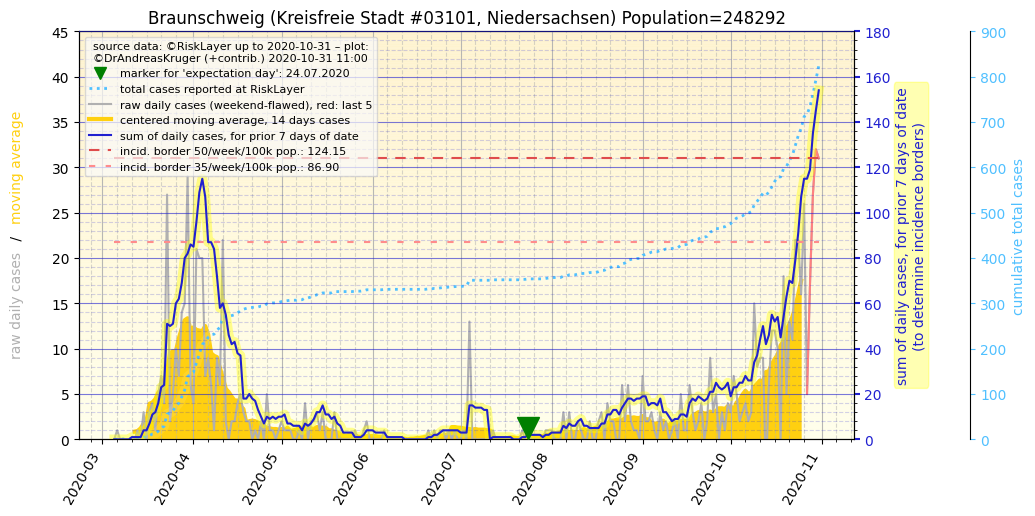 Braunschweig (Kreisfreie Stadt #03101, Niedersachsen) Population=248292
source data: ©RiskLayer up to 2020-10-31 – plot:
©DrAndreasKruger (+contrib.) 2020-10-31 11:00
marker for 'expectation day': 24.07.2020
total cases reported at RiskLayer
raw daily cases (weekend-flawed), red: last 5
centered moving average, 14 days cases
sum of daily cases, for prior 7 days of date
incid. border 50/week/100k pop.: 124.15
incid. border 35/week/100k pop.: 86.90
raw daily cases / moving average
45
40
35
30
25
20
15
10
5
0
2020-03
2020-04
2020-05
2020-06
2020-07
2020-08
2020-09
2020-10
2020-11
180
160
140
120
100
80
60
40
20
0
sum of daily cases, for prior 7 days of date
(to determine incidence borders)
900
800
700
600
500
400
300
200
100
0
cumulative total cases